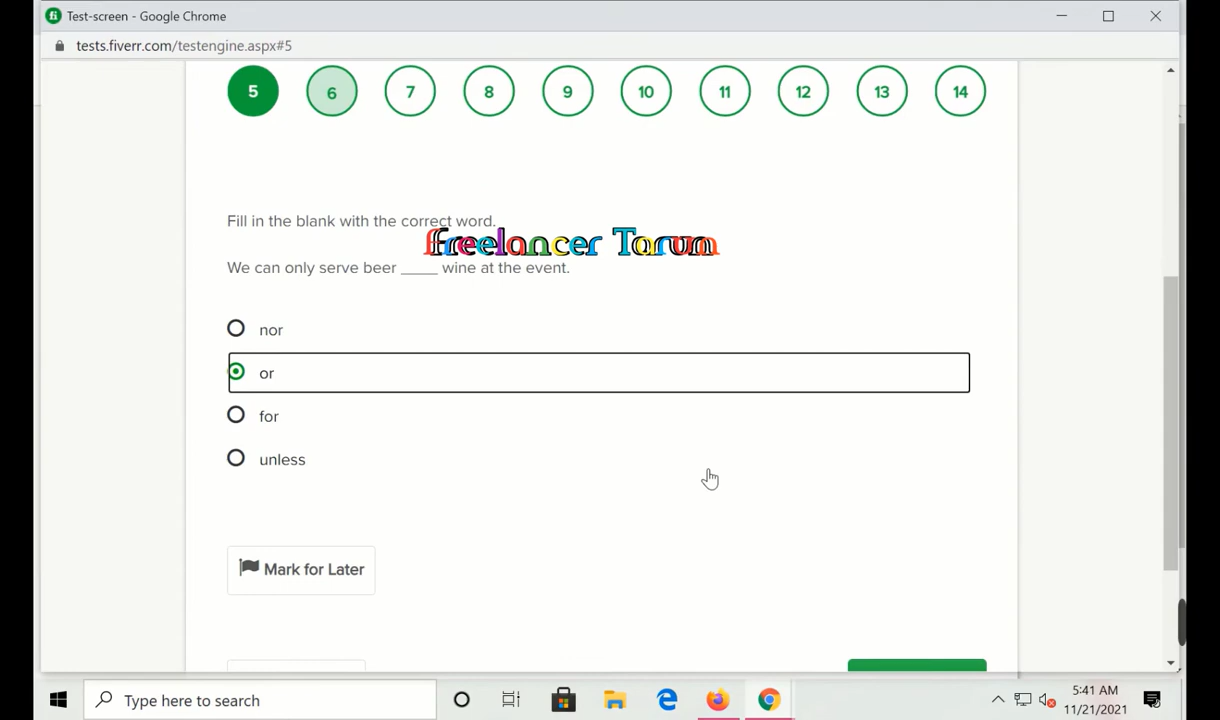 Test-screen - Google Chrome
tests.fiverr.com/testengine.aspx#5
5 6 7 8 9 10 11 12 13 14
Fill in the blank with the correct word.
Freelancer Torum
We can only serve beer _____ wine at the event.
nor
or
for
unless
Mark for Later
Type here to search
5:41 AM
11/21/2021